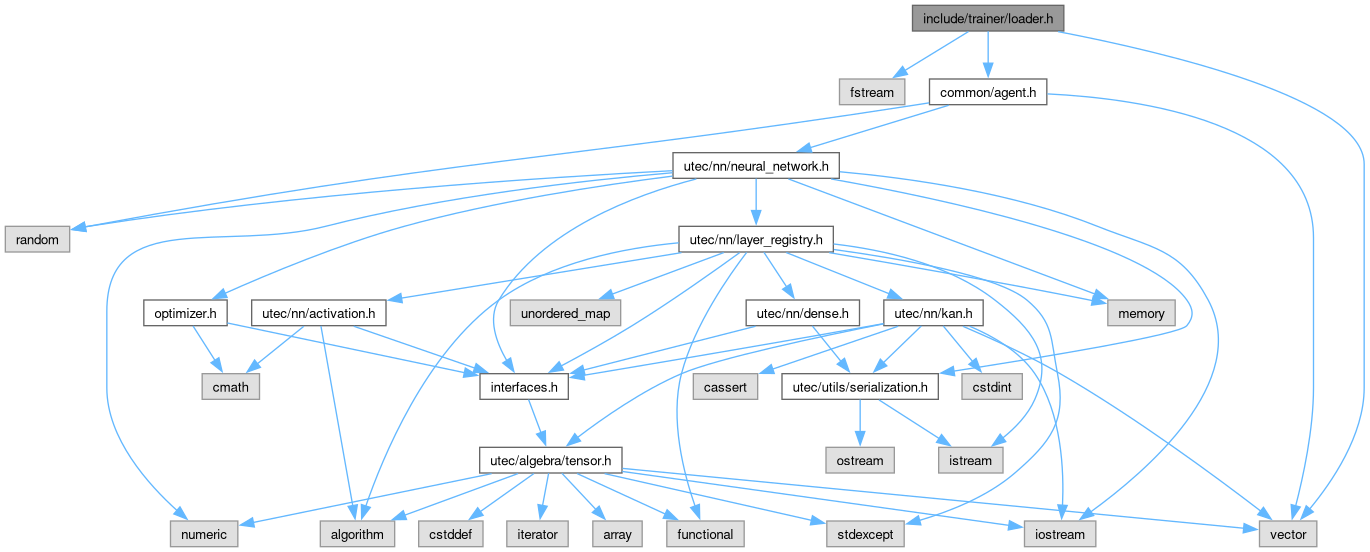 include/trainer/loader.h
fstream
common/agent.h
utec/nn/neural_network.h
random
utec/nn/layer_registry.h
optimizer.h
utec/nn/activation.h
unordered_map
utec/nn/dense.h
utec/nn/kan.h
memory
cmath
interfaces.h
cassert
utec/utils/serialization.h
cstdint
utec/algebra/tensor.h
ostream
istream
numeric
algorithm
cstddef
iterator
array
functional
stdexcept
iostream
vector